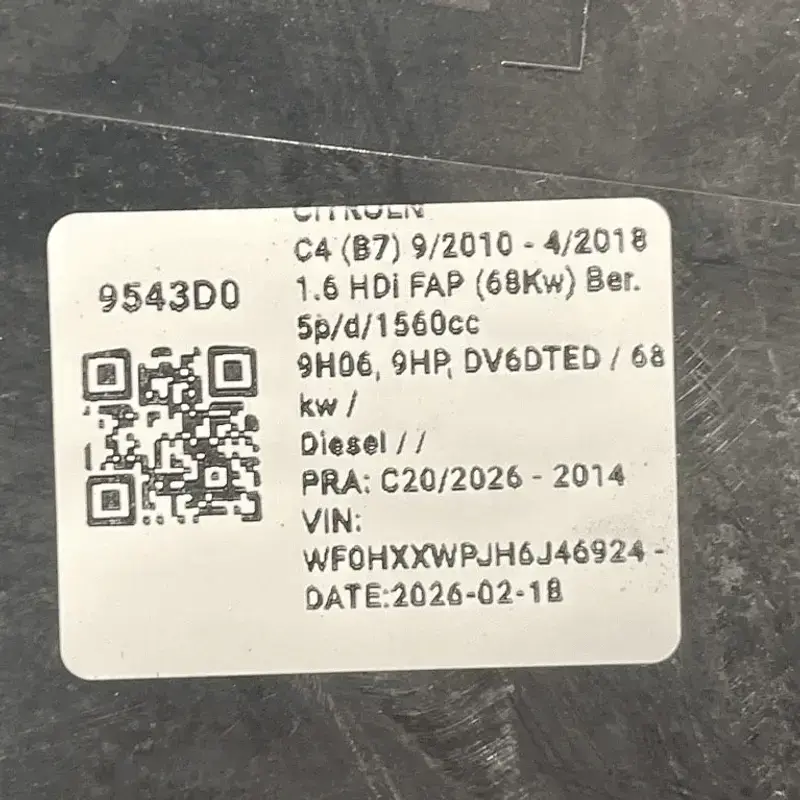 9543D0
CITROEN
C4 (B7) 9/2010 - 4/2018
1.6 HDi FAP (68Kw) Ber.
5p/d/1560cc
9H06, 9HP, DV6DTED / 68
kw /
Diesel / /
PRA: C20/2026 - 2014
VIN:
WF0HXXWPJH6J46924 -
DATE:2026-02-18